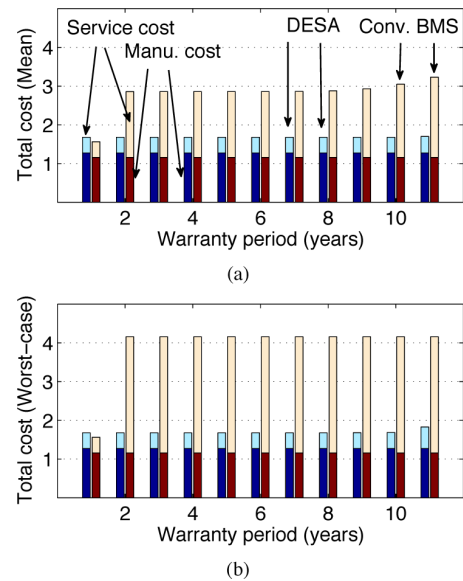 Service cost
Manu. cost
DESA
Conv. BMS
Total cost (Mean)
4
3
2
1
2 4 6 8 10
Warranty period (years)
(a)
Total cost (Worst-case)
4
3
2
1
2 4 6 8 10
Warranty period (years)
(b)